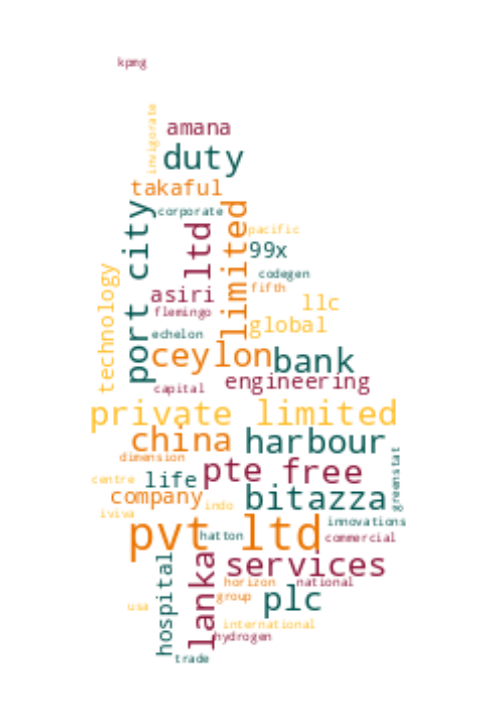 kpmg
invigorate
amana
duty
takaful
port city
corporate
ltd
limited
pacific
99x
codegen
technology
asiri
fifth
llc
flemingo
global
echelon
ceylon
bank
capital
engineering
private limited
china
harbour
dimension
greenstat
centre
life
pte
free
company
indo
bitazza
iviva
pvt ltd
hatton
innovations
commercial
hospital
lanka
services
horizon
national
usa
group
plc
international
hydrogen
trade